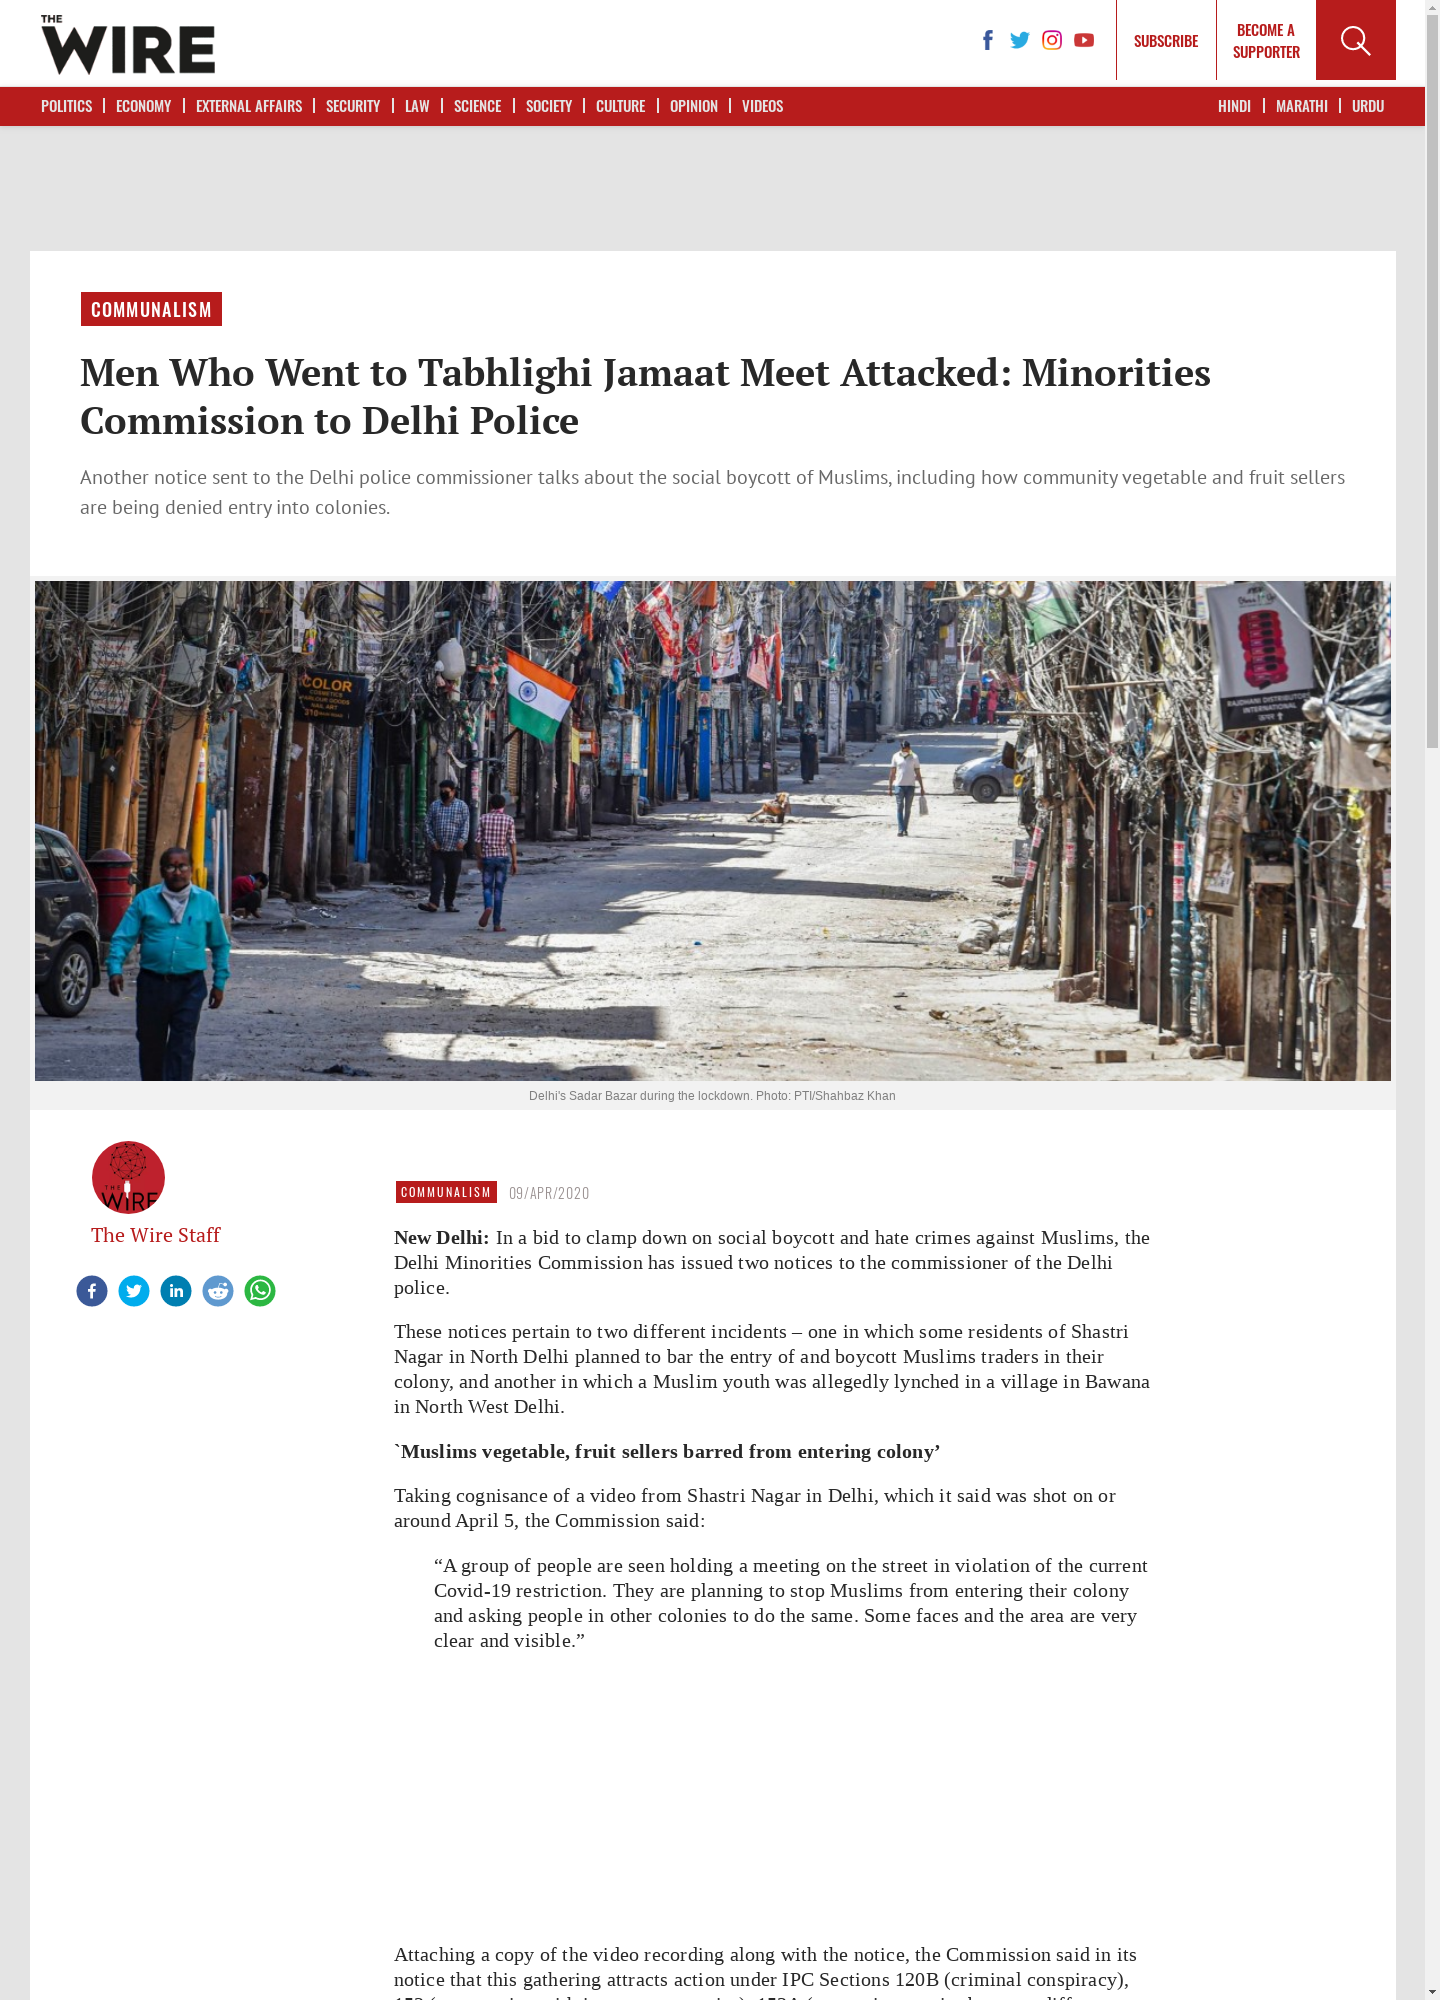 THE
WIRE
SUBSCRIBE
BECOME A
SUPPORTER
POLITICS
ECONOMY
EXTERNAL AFFAIRS
SECURITY
LAW
SCIENCE
SOCIETY
CULTURE
OPINION
VIDEOS
HINDI
MARATHI
URDU
COMMUNALISM
Men Who Went to Tabhlighi Jamaat Meet Attacked: Minorities
Commission to Delhi Police
Another notice sent to the Delhi police commissioner talks about the social boycott of Muslims, including how community vegetable and fruit sellers
are being denied entry into colonies.
COLOR
COSMETICS
NAIL ART
RAJDHANI DISTRIBUTOR
INTERNATIONAL
Delhi's Sadar Bazar during the lockdown. Photo: PTI/Shahbaz Khan
THE
WIRE
The Wire Staff
COMMUNALISM 09/APR/2020
New Delhi: In a bid to clamp down on social boycott and hate crimes against Muslims, the
Delhi Minorities Commission has issued two notices to the commissioner of the Delhi
police.
These notices pertain to two different incidents – one in which some residents of Shastri
Nagar in North Delhi planned to bar the entry of and boycott Muslims traders in their
colony, and another in which a Muslim youth was allegedly lynched in a village in Bawana
in North West Delhi.
`Muslims vegetable, fruit sellers barred from entering colony’
Taking cognisance of a video from Shastri Nagar in Delhi, which it said was shot on or
around April 5, the Commission said:
“A group of people are seen holding a meeting on the street in violation of the current
Covid-19 restriction. They are planning to stop Muslims from entering their colony
and asking people in other colonies to do the same. Some faces and the area are very
clear and visible.”
Attaching a copy of the video recording along with the notice, the Commission said in its
notice that this gathering attracts action under IPC Sections 120B (criminal conspiracy),